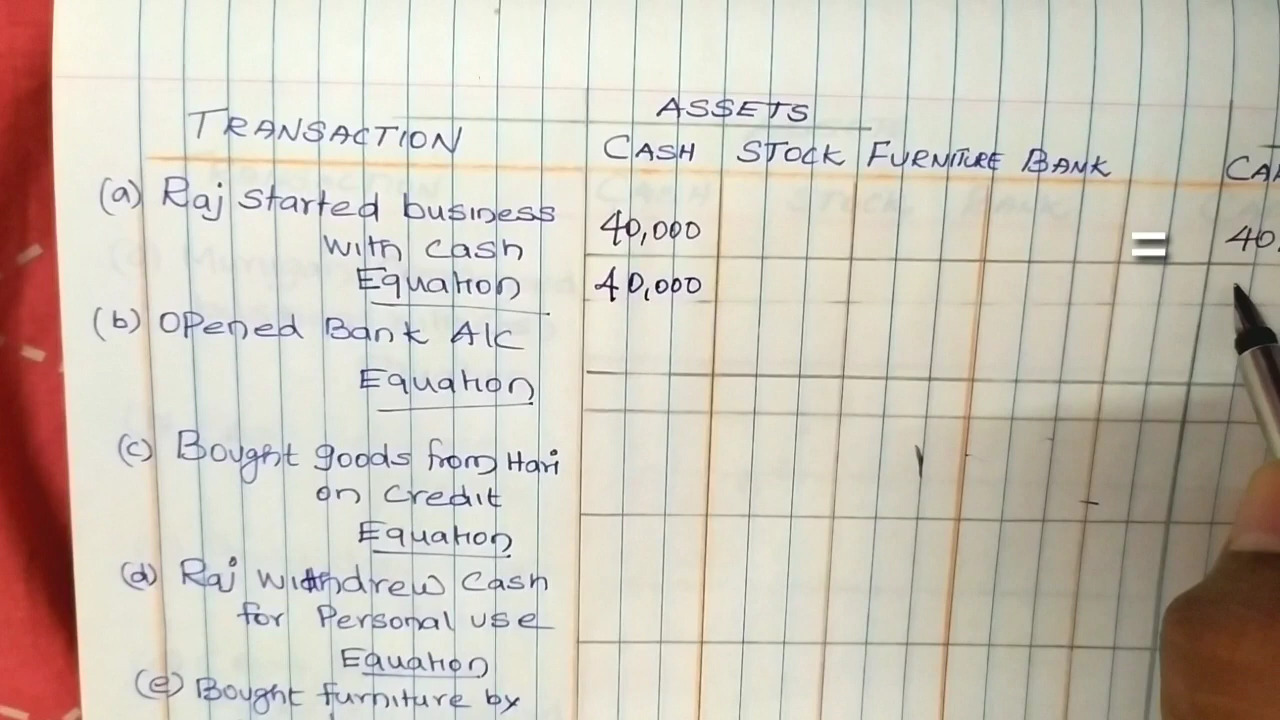 ASSETS
TRANSACTION CASH STOCK FURNITURE BANK
(a) Raj Started business 40,000 = 40
with cash
Equation 40,000
(b) Opened Bank A/C
Equation
(c) Bought goods from Hari
on Credit
Equation
(d) Raj withdrew Cash
for Personal use
Equation
(e) Bought furniture by